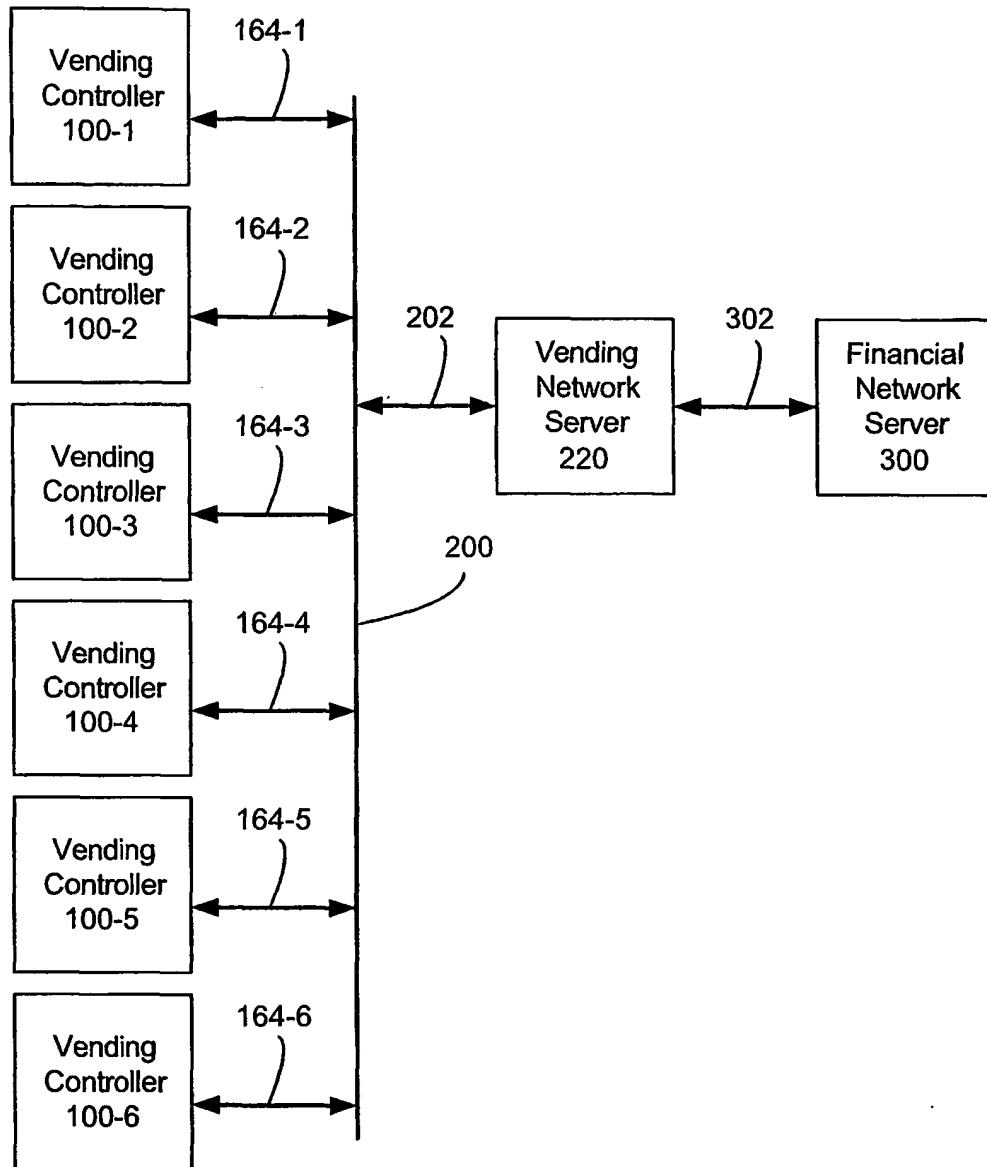 164-1
Vending
Controller
100-1
164-2
Vending
Controller
100-2
202
302
Vending
Network
Server
220
Financial
Network
Server
300
164-3
Vending
Controller
100-3
200
164-4
Vending
Controller
100-4
164-5
Vending
Controller
100-5
164-6
Vending
Controller
100-6